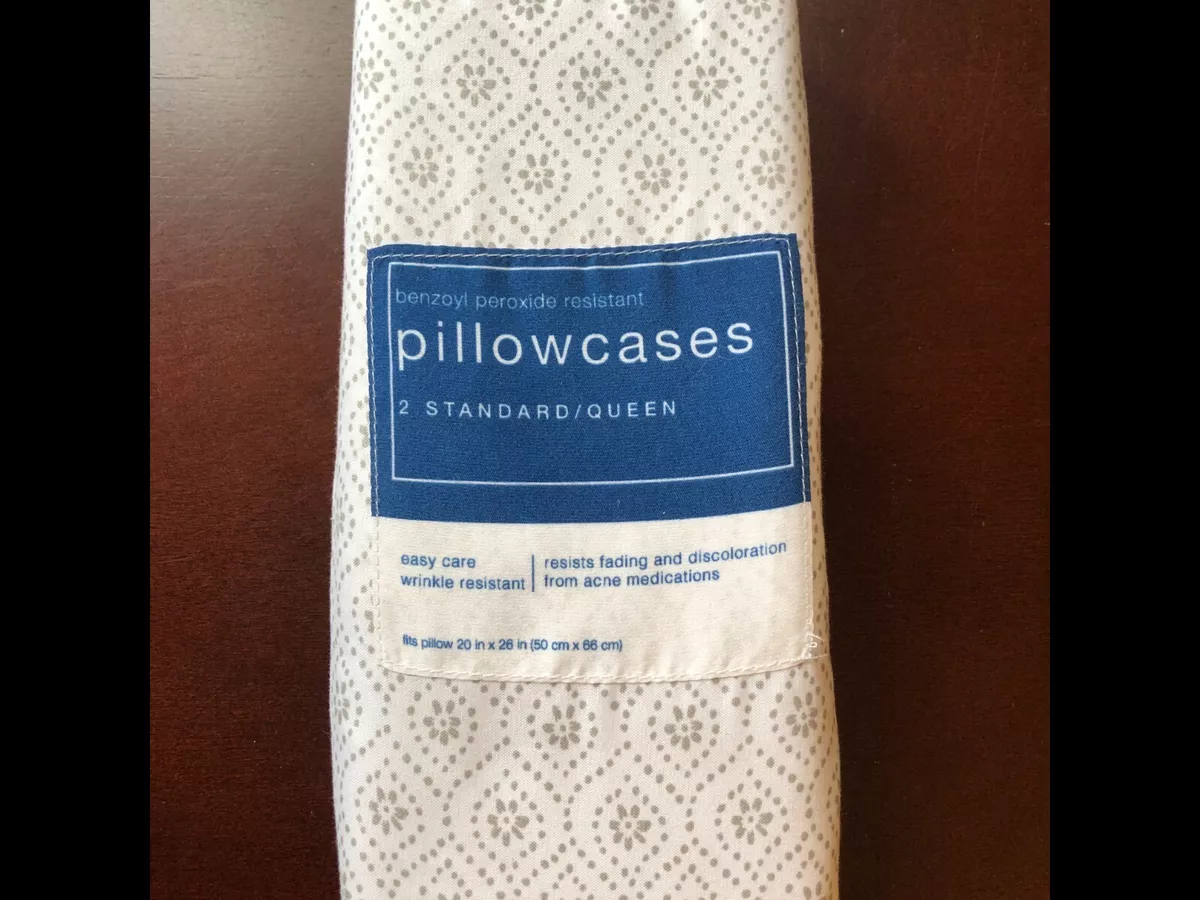 benzoyl peroxide resistant
pillowcases
2 STANDARD/QUEEN
easy care
wrinkle resistant
resists fading and discoloration
from acne medications
fits pillow 20 in x 26 in (50 cm x 66 cm)